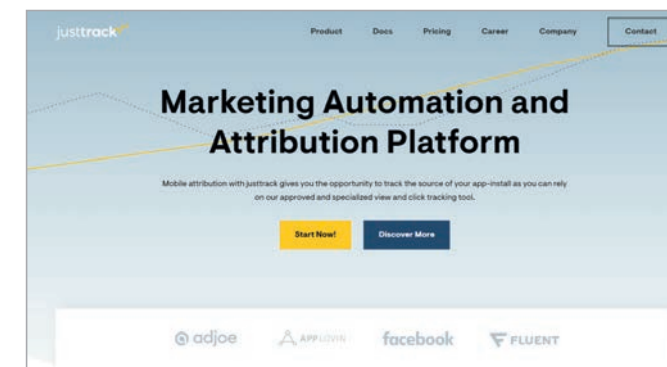 justtrack
Product Docs Pricing Career Company Contact
Marketing Automation and
Attribution Platform
Mobile attribution with justtrack gives you the opportunity to track the source of your app-install as you can rely
on our approved and specialized view and click tracking tool.
Start Now! Discover More
adjoe APPLOVIN facebook FLUENT